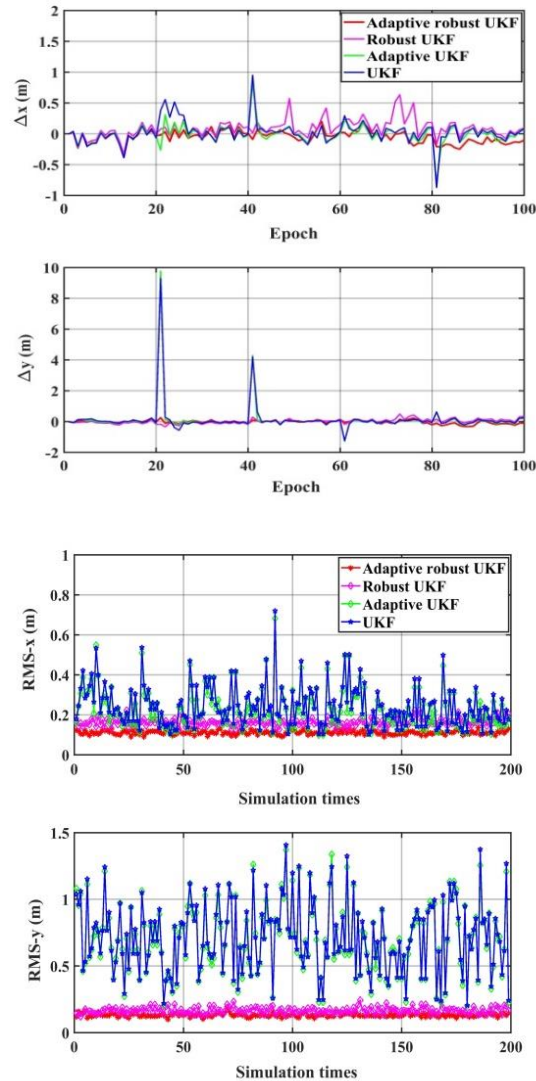 2
1.5
1
0.5
0
-0.5
-1
Δx (m)
Adaptive robust UKF
Robust UKF
Adaptive UKF
UKF
0 20 40 60 80 100
Epoch
10
8
6
4
2
0
-2
Δy (m)
0 20 40 60 80 100
Epoch
1
0.8
0.6
0.4
0.2
0
RMS-x (m)
Adaptive robust UKF
Robust UKF
Adaptive UKF
UKF
0 50 100 150 200
Simulation times
1.5
1
0.5
0
RMS-y (m)
0 50 100 150 200
Simulation times